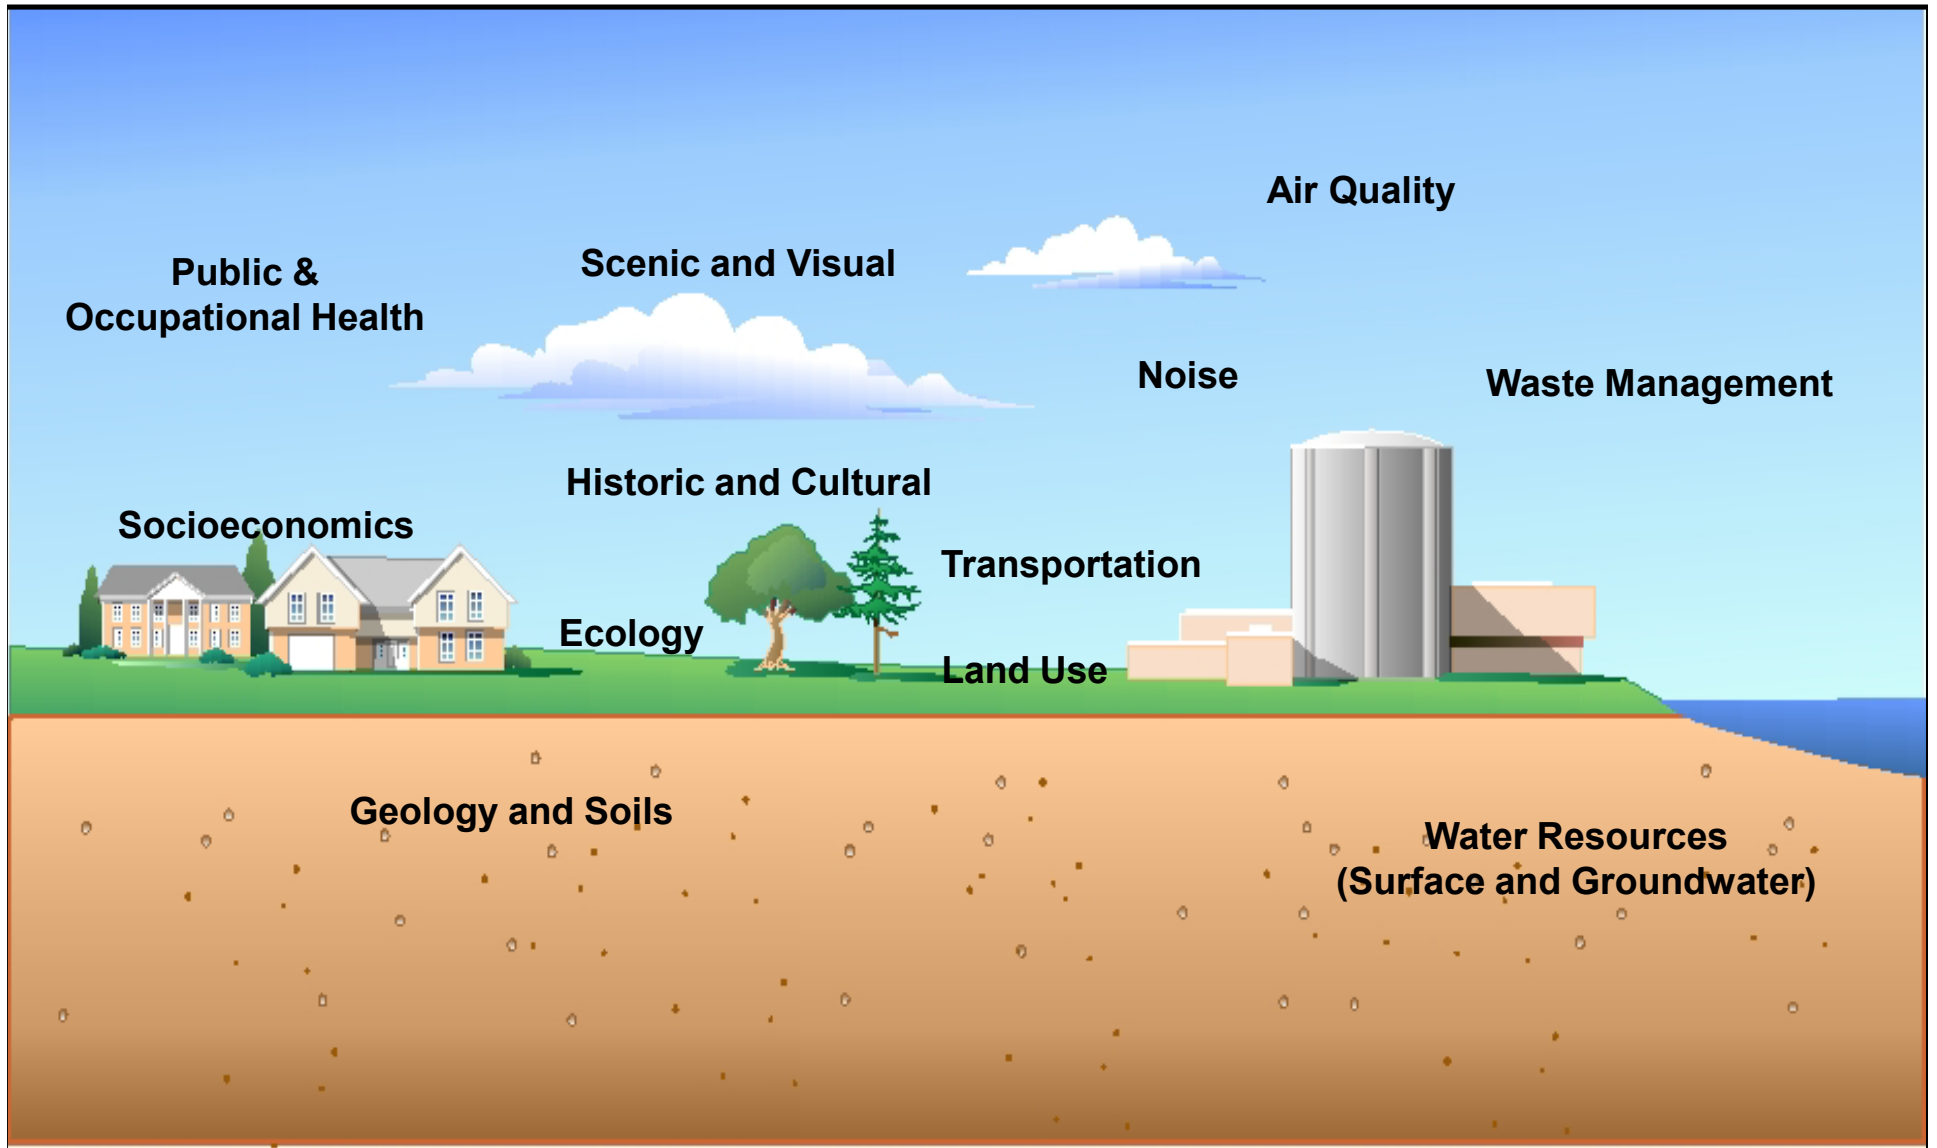 Air Quality
Scenic and Visual
Public &
Occupational Health
Noise
Waste Management
Historic and Cultural
Socioeconomics
Transportation
Ecology
Land Use
Geology and Soils
Water Resources
(Surface and Groundwater)